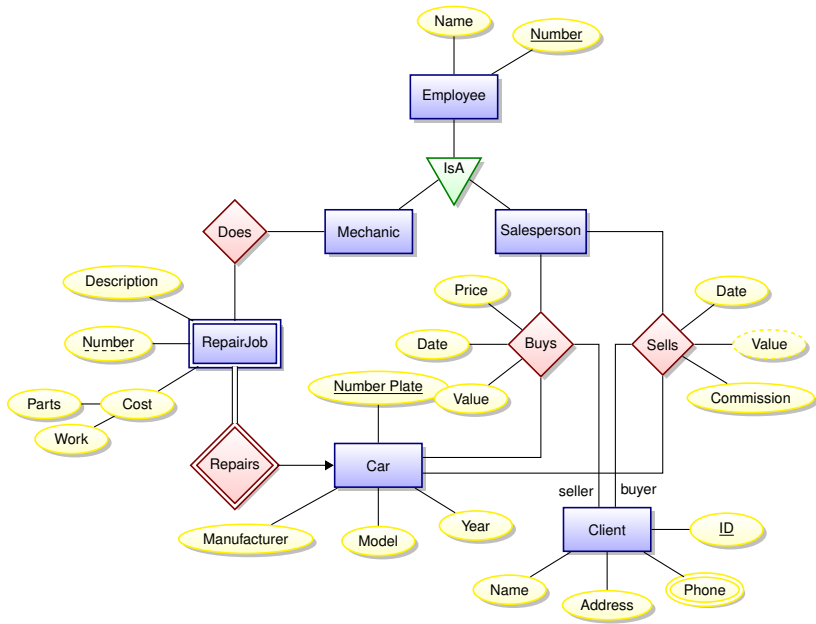 Name
Number
Employee
IsA
Does
Mechanic
Salesperson
Description
Price
Date
Number
RepairJob
Date
Buys
Sells
Value
Number Plate
Value
Commission
Parts
Cost
Work
Repairs
Car
seller
buyer
Manufacturer
Model
Year
Client
ID
Name
Address
Phone